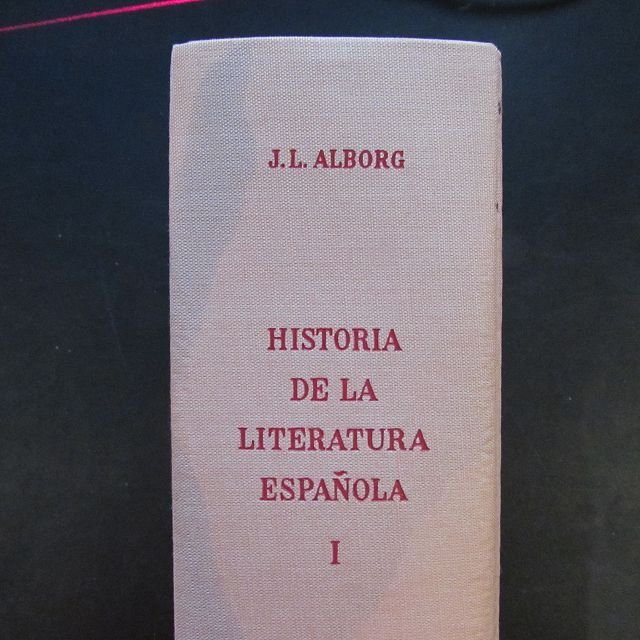 J.L. ALBORG
HISTORIA
DE LA
LITERATURA
ESPAÑOLA
I